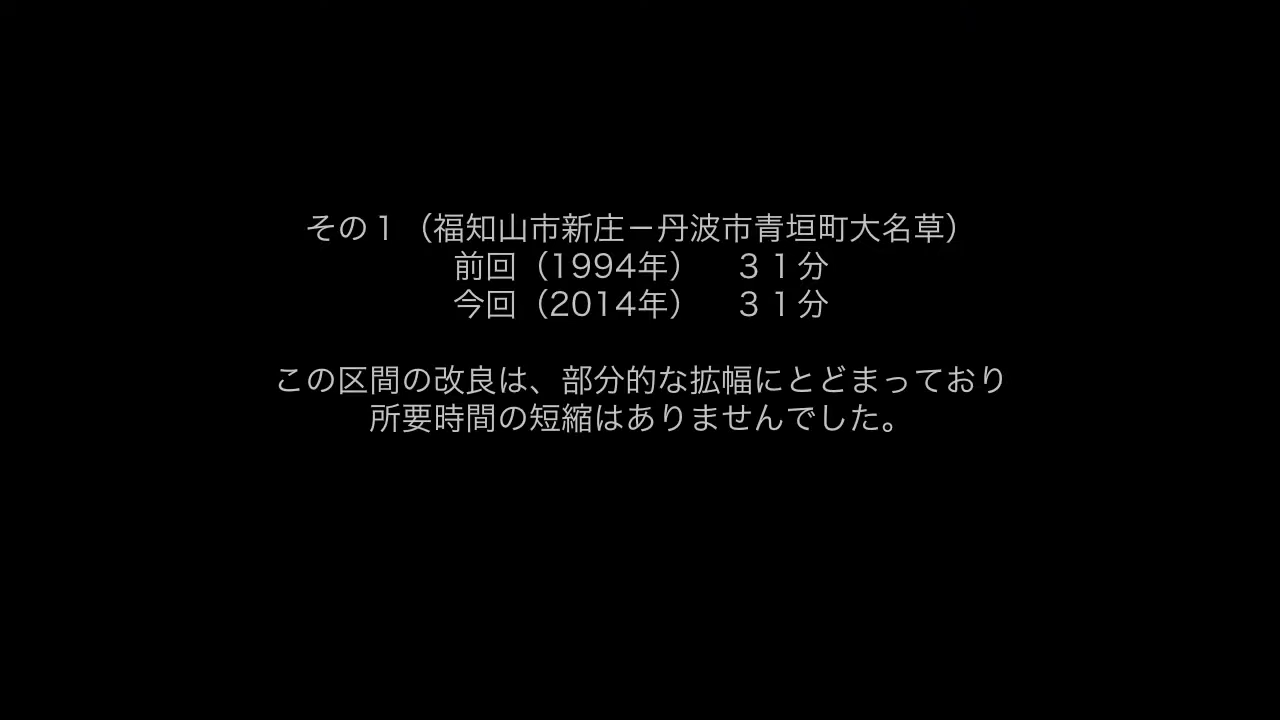 その１（福知山市新庄－丹波市青垣町大名草）
前回（1994年）　３１分
今回（2014年）　３１分
この区間の改良は、部分的な拡幅にとどまっており
所要時間の短縮はありませんでした。